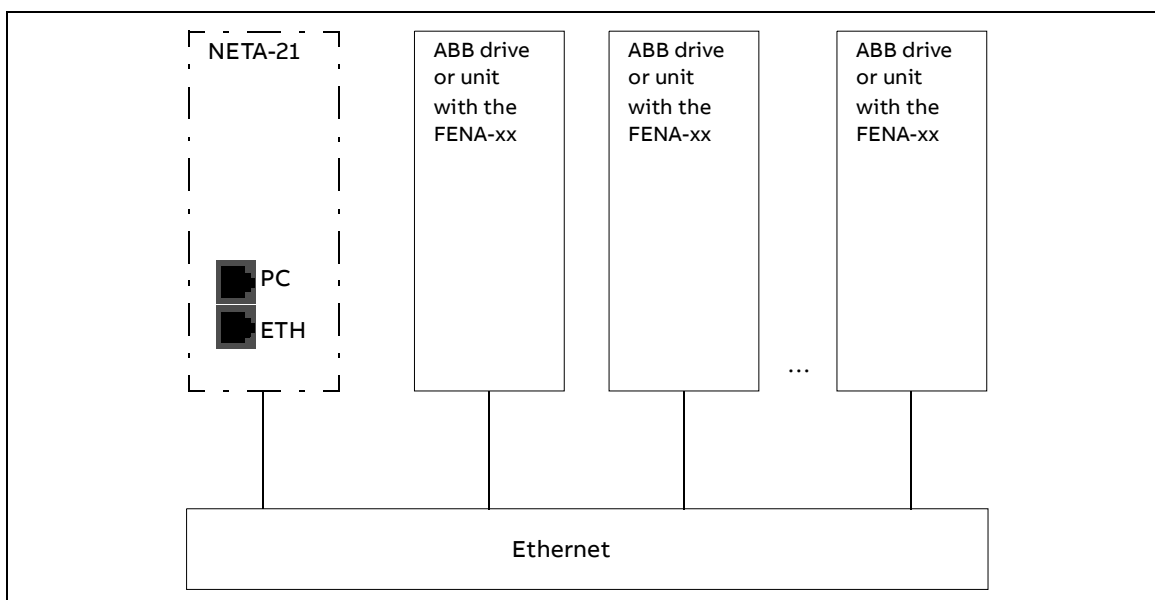 NETA-21
PC
ETH
ABB drive
or unit
with the
FENA-xx
ABB drive
or unit
with the
FENA-xx
...
ABB drive
or unit
with the
FENA-xx
Ethernet